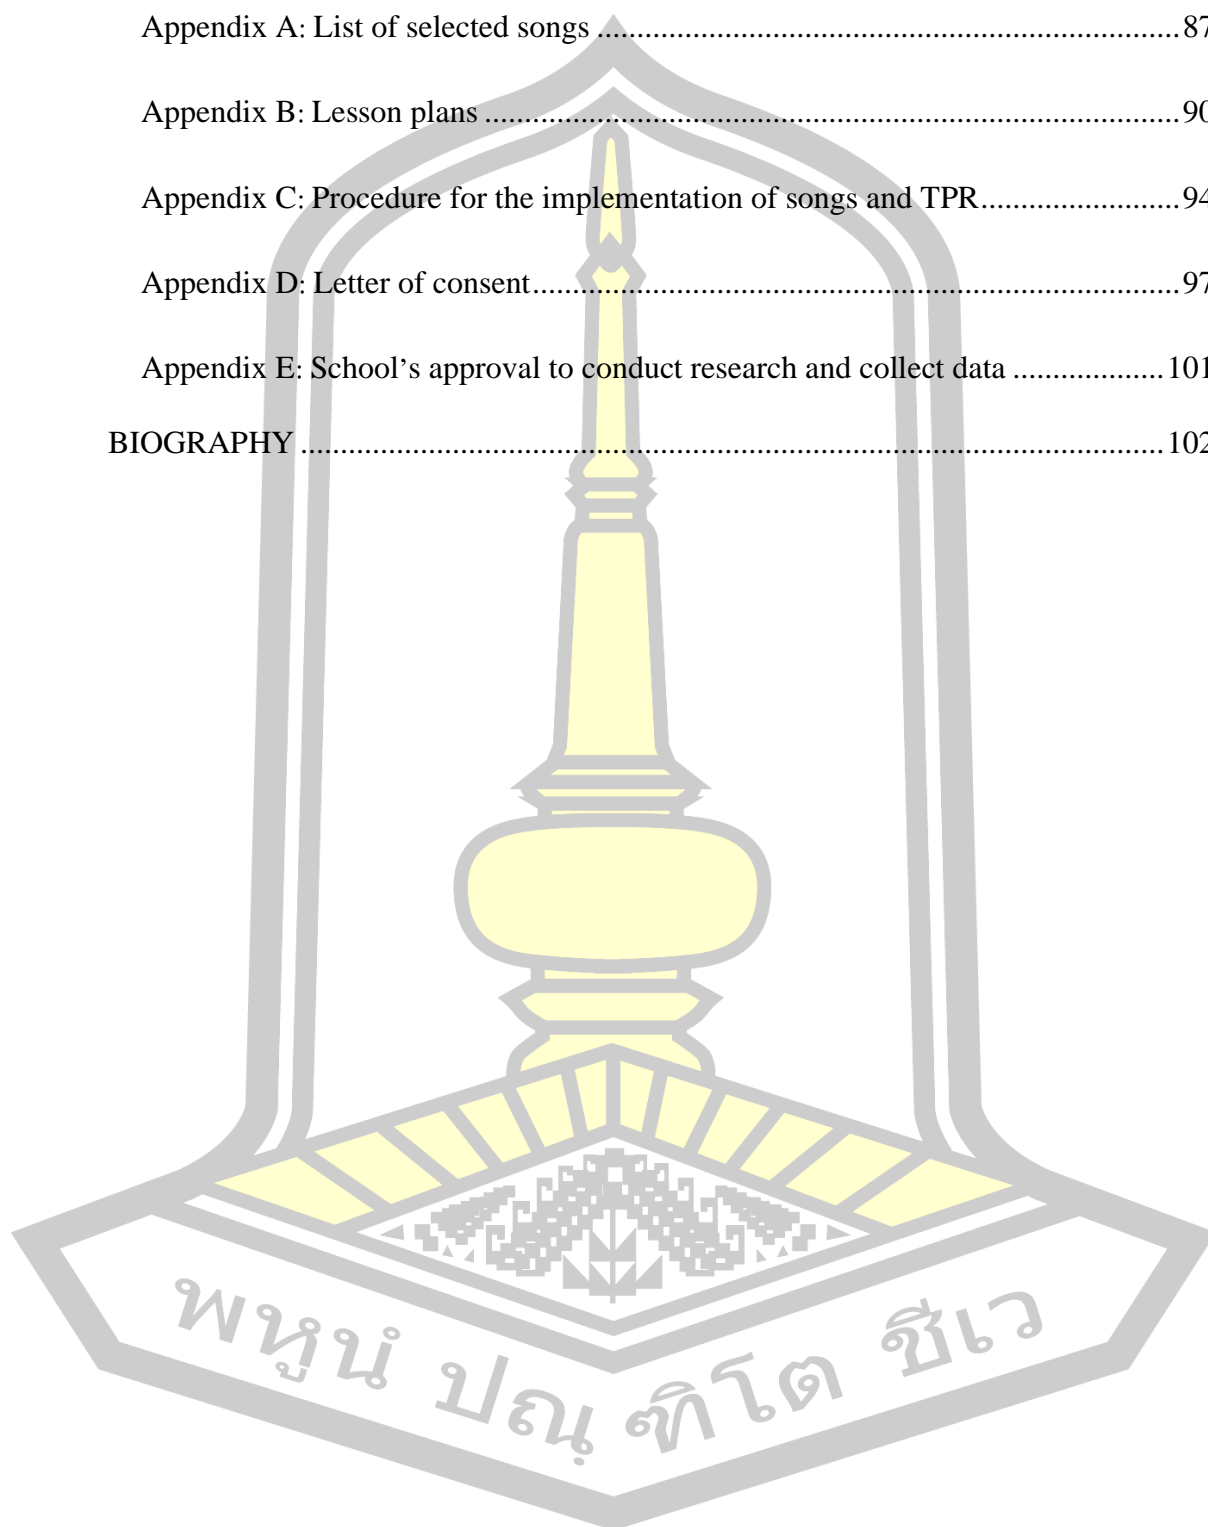 Appendix A: List of selected songs ........................................................................ 87
Appendix B: Lesson plans ...................................................................................... 90
Appendix C: Procedure for the implementation of songs and TPR......................... 94
Appendix D: Letter of consent................................................................................. 97
Appendix E: School’s approval to conduct research and collect data ................... 101
BIOGRAPHY ............................................................................................................ 102
พหูนํ ปณฺฑิโต ชีเว